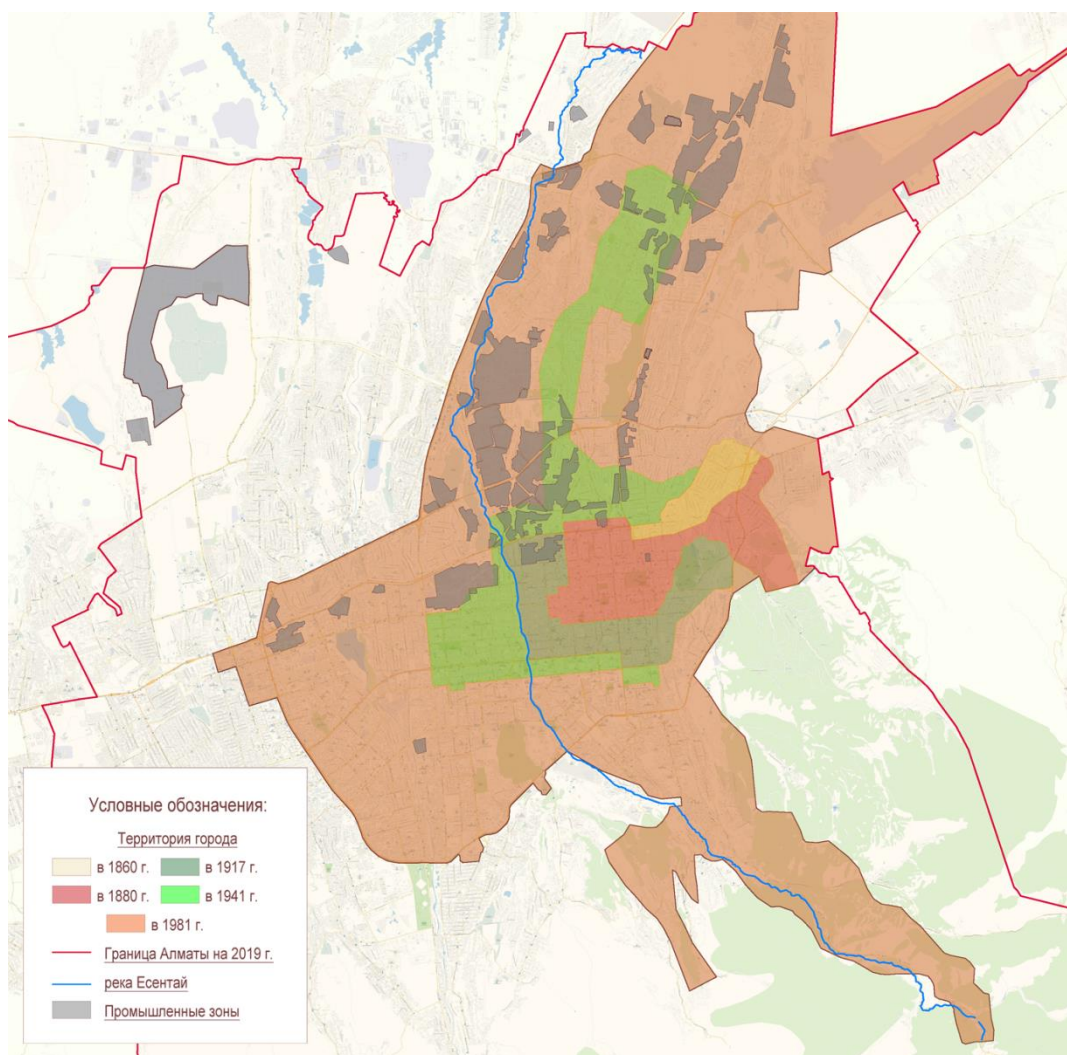 Условные обозначения:
Территория города
в 1860 г. в 1917 г.
в 1880 г. в 1941 г.
в 1981 г.
Граница Алматы на 2019 г.
река Есентай
Промышленные зоны